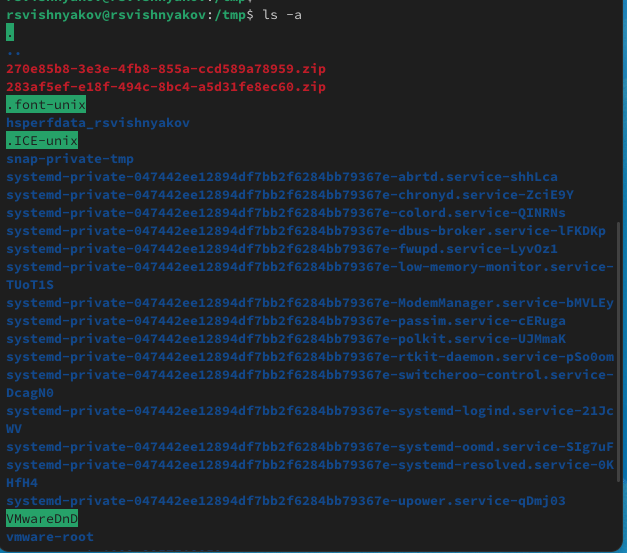 rsvishnyakov@rsvishnyakov:/tmp$ ls -a
.
..
270e85b8-3e3e-4fb8-855a-ccd589a78959.zip
283af5ef-e18f-494c-8bc4-a5d31fe8ec60.zip
.font-unix
hsperfdata_rsvishnyakov
.ICE-unix
snap-private-tmp
systemd-private-047442ee12894df7bb2f6284bb79367e-abrtd.service-shhLca
systemd-private-047442ee12894df7bb2f6284bb79367e-chronyd.service-ZciE9Y
systemd-private-047442ee12894df7bb2f6284bb79367e-colord.service-QINRNs
systemd-private-047442ee12894df7bb2f6284bb79367e-dbus-broker.service-lFKDKp
systemd-private-047442ee12894df7bb2f6284bb79367e-fwupd.service-LyvOz1
systemd-private-047442ee12894df7bb2f6284bb79367e-low-memory-monitor.service-
TUoT1S
systemd-private-047442ee12894df7bb2f6284bb79367e-ModemManager.service-bMVLEy
systemd-private-047442ee12894df7bb2f6284bb79367e-passim.service-cERuga
systemd-private-047442ee12894df7bb2f6284bb79367e-polkit.service-UJMmaK
systemd-private-047442ee12894df7bb2f6284bb79367e-rtkit-daemon.service-pSo0om
systemd-private-047442ee12894df7bb2f6284bb79367e-switcheroo-control.service-
DcagN0
systemd-private-047442ee12894df7bb2f6284bb79367e-systemd-logind.service-21Jc
WV
systemd-private-047442ee12894df7bb2f6284bb79367e-systemd-oomd.service-SIg7uF
systemd-private-047442ee12894df7bb2f6284bb79367e-systemd-resolved.service-0K
HfH4
systemd-private-047442ee12894df7bb2f6284bb79367e-upower.service-qDmj03
VMwareDnD
vmware-root